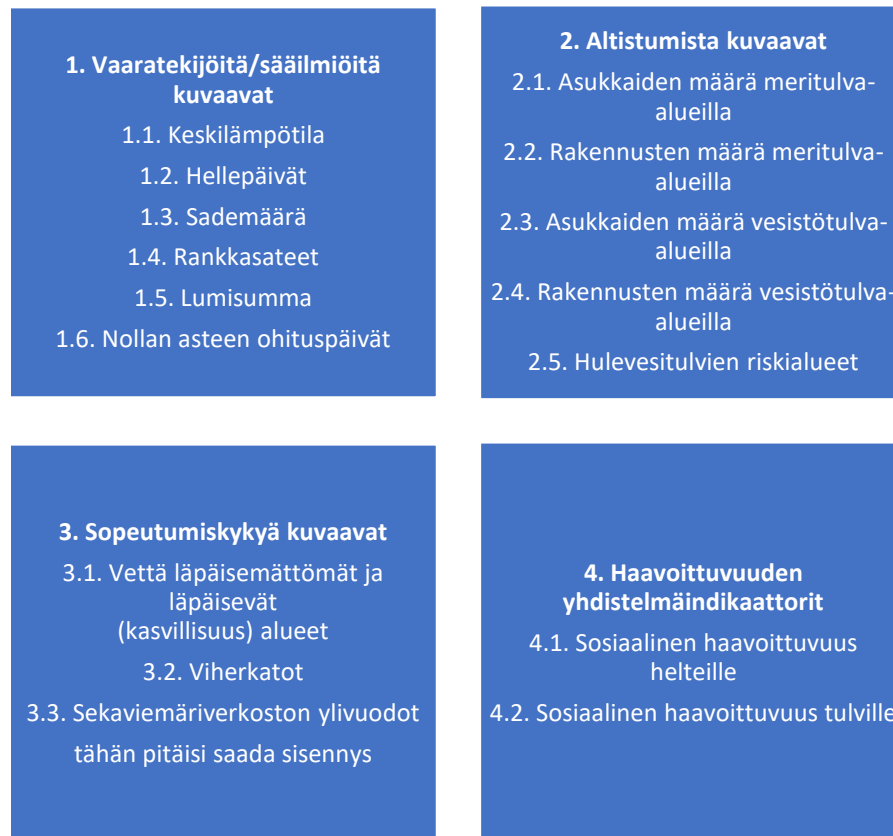 1. Vaaratekijöitä/sääilmiöitä
kuvaavat
1.1. Keskilämpötila
1.2. Hellepäivät
1.3. Sademäärä
1.4. Rankkasateet
1.5. Lumisumma
1.6. Nollan asteen ohituspäivät
2. Altistumista kuvaavat
2.1. Asukkaiden määrä meritulva-
alueilla
2.2. Rakennusten määrä meritulva-
alueilla
2.3. Asukkaiden määrä vesistötulva-
alueilla
2.4. Rakennusten määrä vesistötulva-
alueilla
2.5. Hulevesitulvien riskialueet
3. Sopeutumiskykyä kuvaavat
3.1. Vettä läpäisemättömät ja
läpäisevät
(kasvillisuus) alueet
3.2. Viherkatot
3.3. Sekaviemäriverkoston ylivuodot
tähän pitäisi saada sisennys
4. Haavoittuvuuden
yhdistelmäindikaattorit
4.1. Sosiaalinen haavoittuvuus
helteille
4.2. Sosiaalinen haavoittuvuus tulville